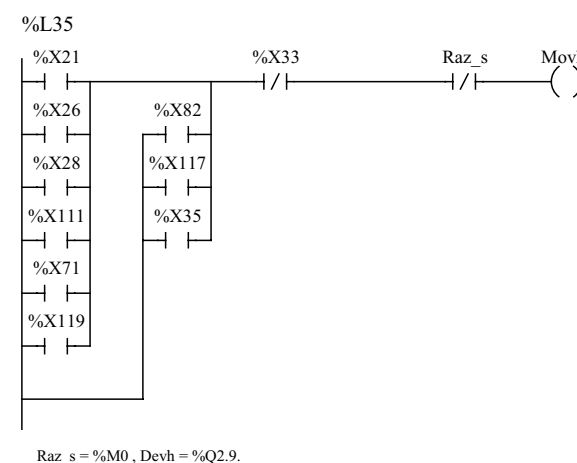 %L35
%X21 %X33 Raz_s
%X26 %X82
%X28 %X117
%X111 %X35
%X71
%X119
Raz_s = %M0 , Devh = %Q2.9.